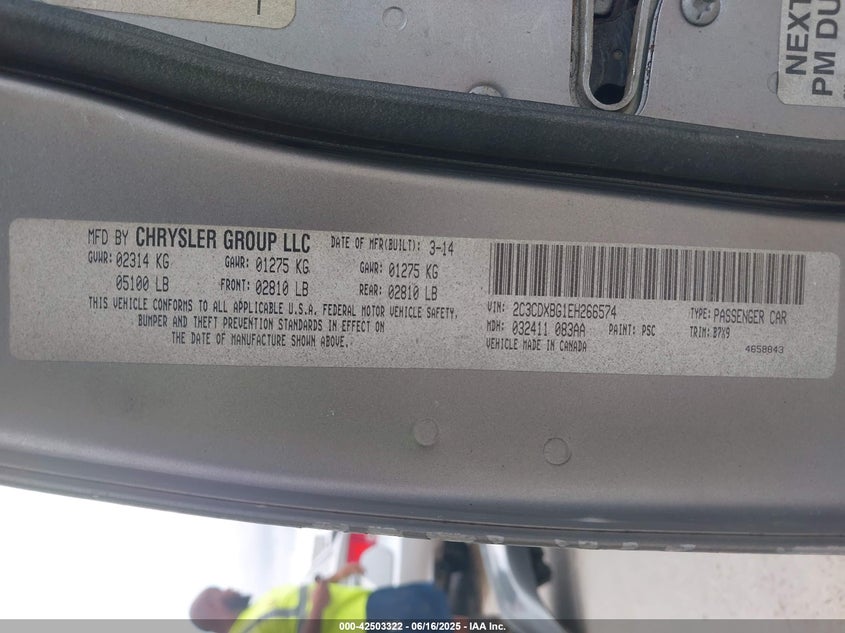 NEXT
PM DU
MFD BY CHRYSLER GROUP LLC DATE OF MFR(BUILT): 3-14
GVWR: 02314 KG GAWR: 01275 KG GAWR: 01275 KG
05100 LB FRONT: 02810 LB REAR: 02810 LB
THIS VEHICLE CONFORMS TO ALL APPLICABLE U.S.A. FEDERAL MOTOR VEHICLE SAFETY,
BUMPER AND THEFT PREVENTION STANDARDS IN EFFECT ON
THE DATE OF MANUFACTURE SHOWN ABOVE.
VIN: 2C3CDXBG1EH266574 TYPE: PASSENGER CAR
MDH: 032411 083AA PAINT: PSC TRIM: B7X9
VEHICLE MADE IN CANADA 4658843
000-42503322 - 06/16/2025 - IAA Inc.